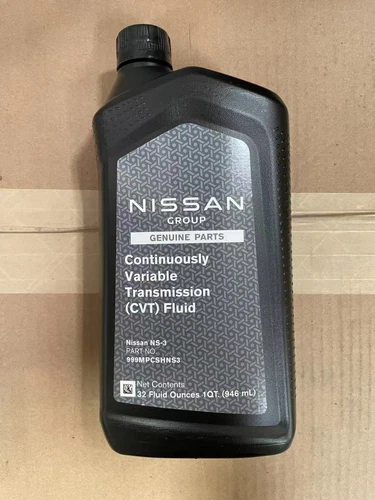 NISSAN
GROUP
GENUINE PARTS
Continuously
Variable
Transmission
(CVT) Fluid
Nissan NS-3
PART NO.
999MPCSHNS3
Net Contents
32 Fluid Ounces 1QT. (946 mL)